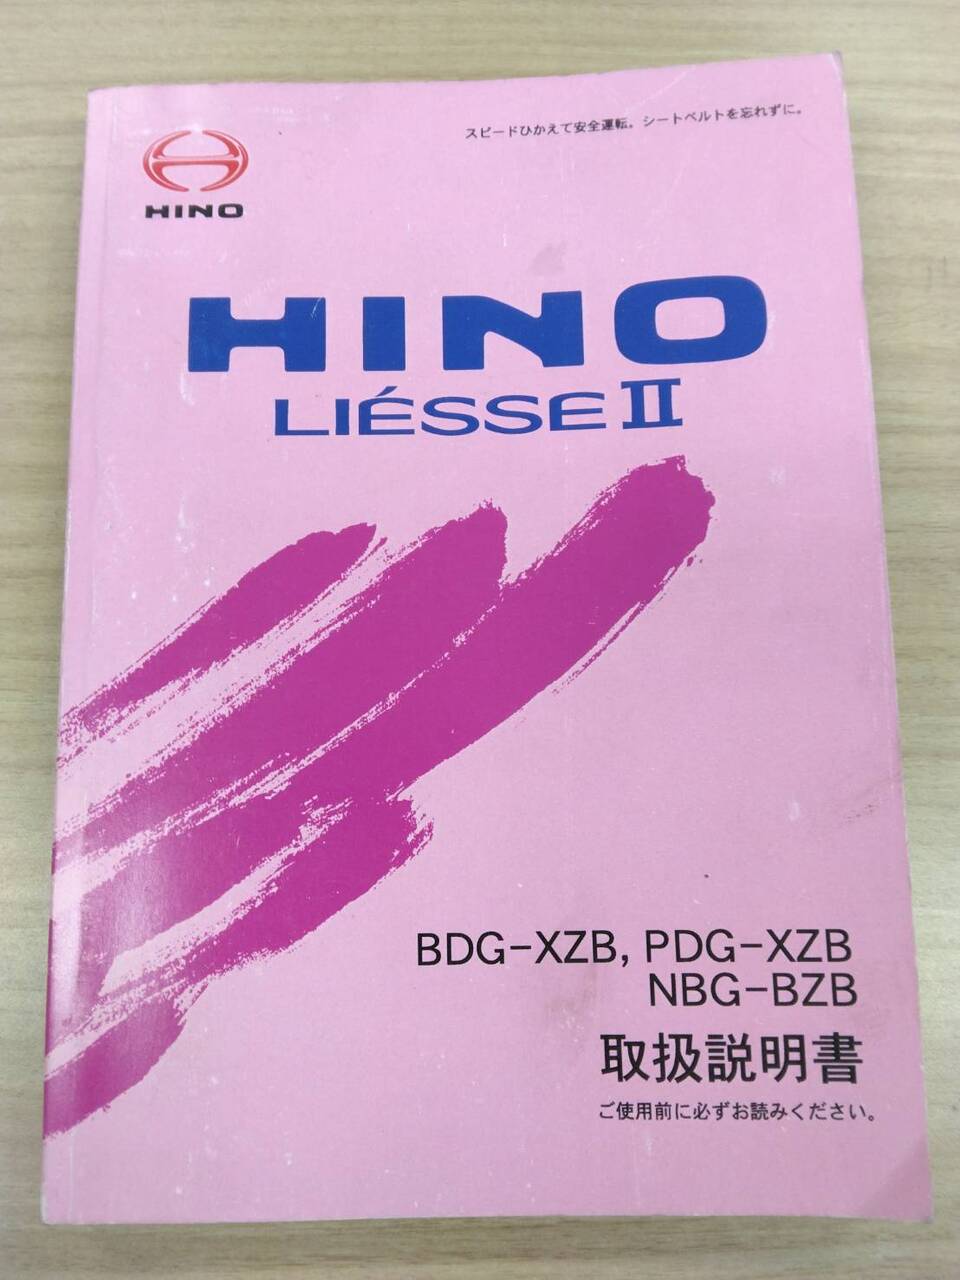 スピードひかえて安全運転。シートベルトを忘れずに。
HINO
HINO
LIÉSSE II
BDG-XZB, PDG-XZB
NBG-BZB
取扱説明書
ご使用前に必ずお読みください。